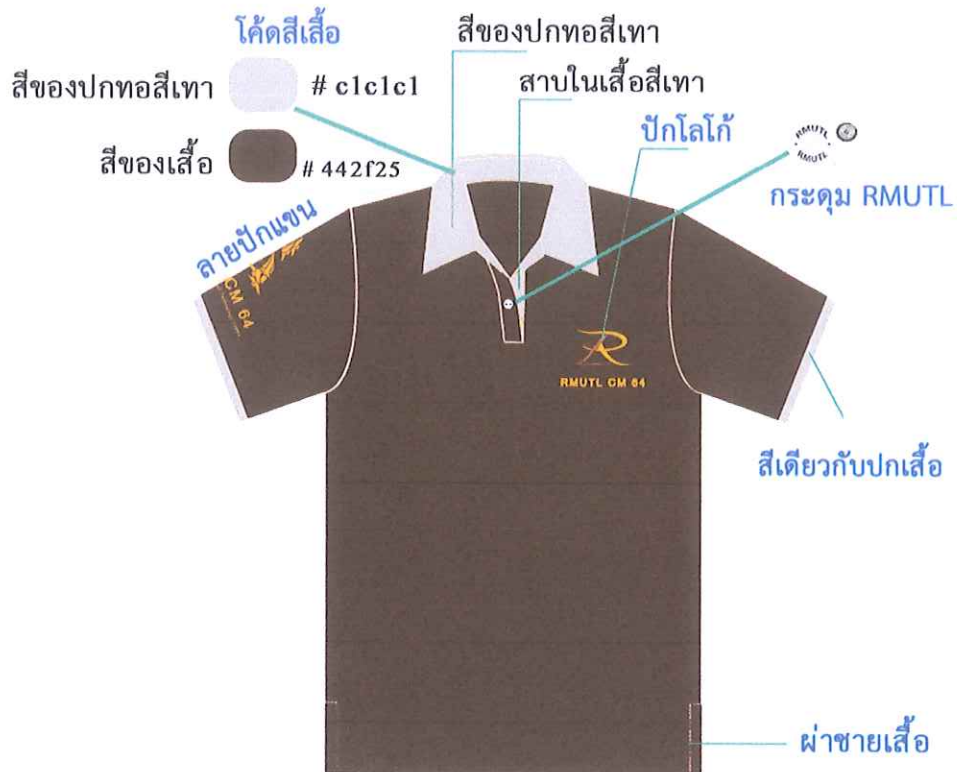 โค้ดสีเสื้อ
สีของปกทอสีเทา
สีของปกทอสีเทา
# c1c1c1
สาบในเสื้อสีเทา
ปักโลโก้
RMUTL
RMUTL
สีของเสื้อ
# 442f25
กระดุม RMUTL
ลายปักแขน
CM 64
R
RMUTL CM 64
สีเดียวกับปกเสื้อ
ผ่าชายเสื้อ